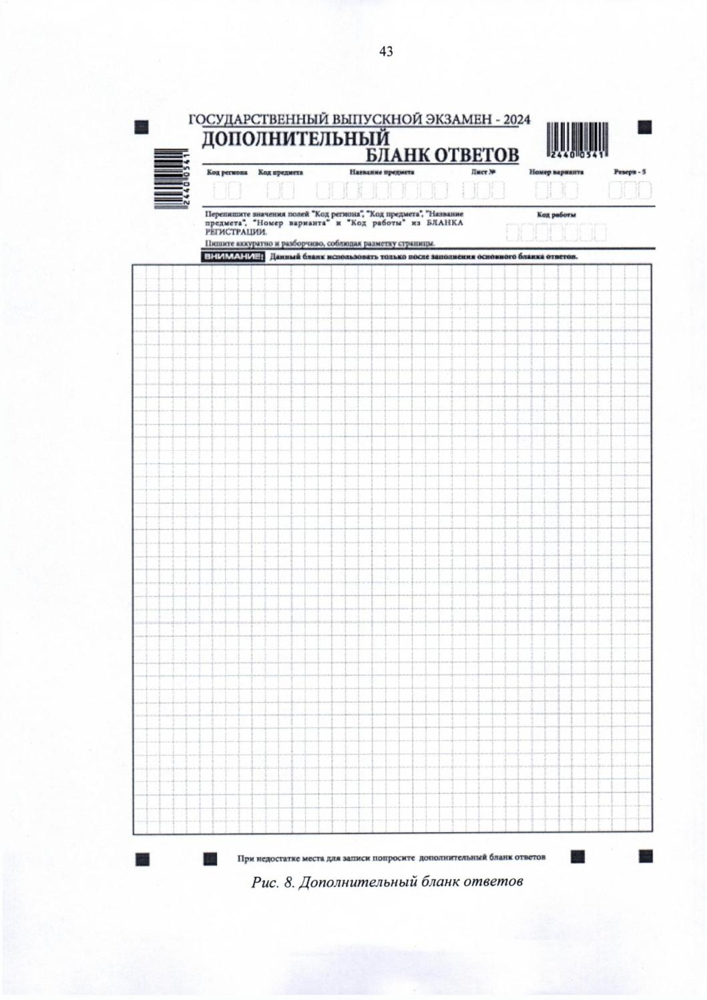 43
ГОСУДАРСТВЕННЫЙ ВЫПУСКНОЙ ЭКЗАМЕН - 2024
ДОПОЛНИТЕЛЬНЫЙ
БЛАНК ОТВЕТОВ
24400541
24400541
Код региона Код предмета Название предмета Лист № Номер варианта Резерв - 5
Перепишите значения полей "Код региона", "Код предмета", "Название
предмета", "Номер варианта" и "Код работы" из БЛАНКА
РЕГИСТРАЦИИ.
Пишите аккуратно и разборчиво, соблюдая разметку страницы.
Код работы
ВНИМАНИЕ! Данный бланк использовать только после заполнения основного бланка ответов.
При недостатке места для записи попросите дополнительный бланк ответов
Рис. 8. Дополнительный бланк ответов